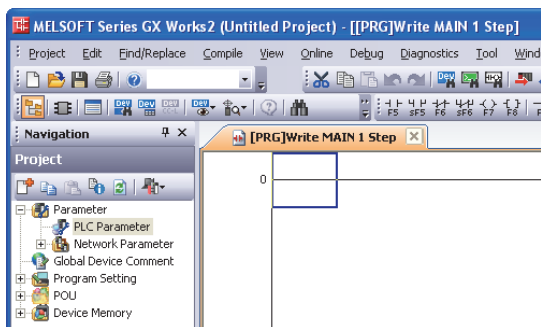 MELSOFT Series GX Works2 (Untitled Project) - [[PRG]Write MAIN 1 Step]
Project Edit Find/Replace Compile View Online Debug Diagnostics Tool Wind
F5 sF5 F6 sF6 F7 F8
Navigation
[PRG]Write MAIN 1 Step
Project
0
Parameter
PLC Parameter
Network Parameter
Global Device Comment
Program Setting
POU
Device Memory